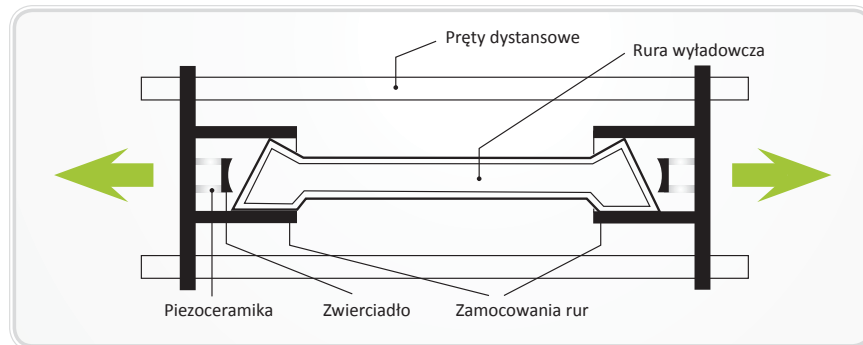 Pręty dystansowe
Rura wyładowcza
Piezoceramika
Zwierciadło
Zamocowania rur